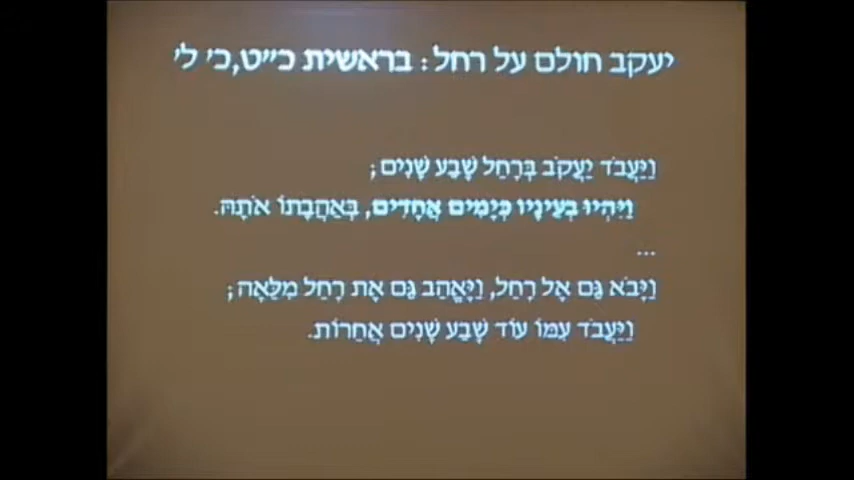 יעקב חולם על רחל: בראשית כ״ט,כ׳ ל׳
וַיַּעֲבֹד יַעֲקֹב בְּרָחֵל שֶׁבַע שָׁנִים;
וַיִּהְיוּ בְעֵינָיו כְּיָמִים אֲחָדִים, בְּאַהֲבָתוֹ אֹתָהּ.
...
וַיָּבֹא גַּם אֶל רָחֵל, וַיֶּאֱהַב גַּם אֶת רָחֵל מִלֵּאָה;
וַיַּעֲבֹד עִמּוֹ עוֹד שֶׁבַע שָׁנִים אֲחֵרוֹת.